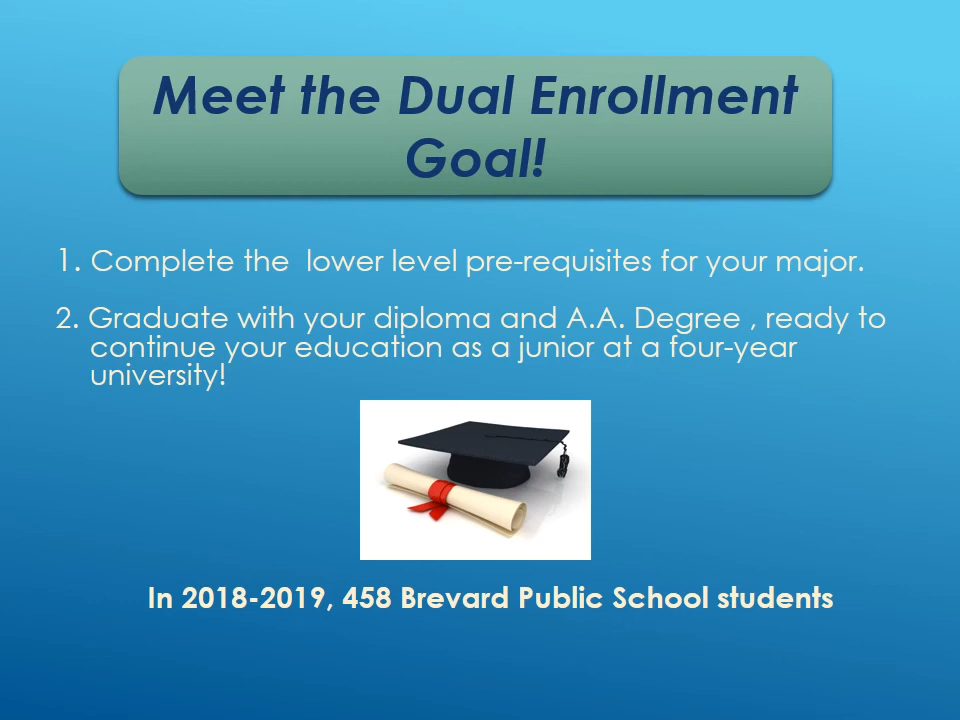 Meet the Dual Enrollment
Goal!
1. Complete the  lower level pre-requisites for your major.
2. Graduate with your diploma and A.A. Degree , ready to
continue your education as a junior at a four-year
university!
In 2018-2019, 458 Brevard Public School students